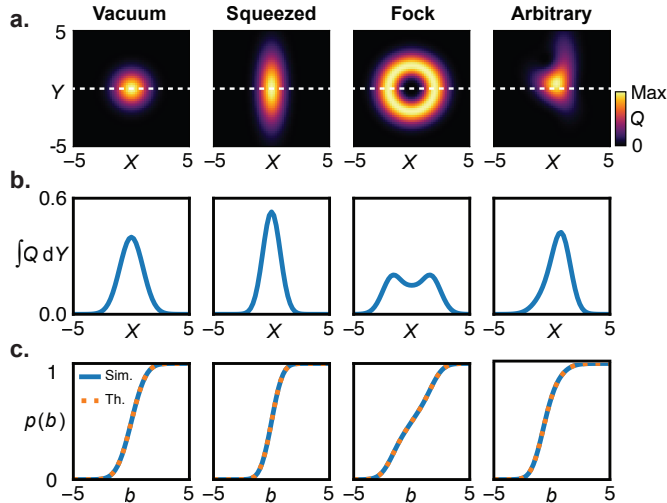 a.
Vacuum Squeezed Fock Arbitrary
5
Y
-5
Max
Q
0
−5 X 5 −5 X 5 −5 X 5 −5 X 5
b.
0.6
∫Q dY
0.0
−5 X 5 −5 X 5 −5 X 5 −5 X 5
c.
1
Sim.
Th.
p(b)
0
−5 b 5 −5 b 5 −5 b 5 −5 b 5